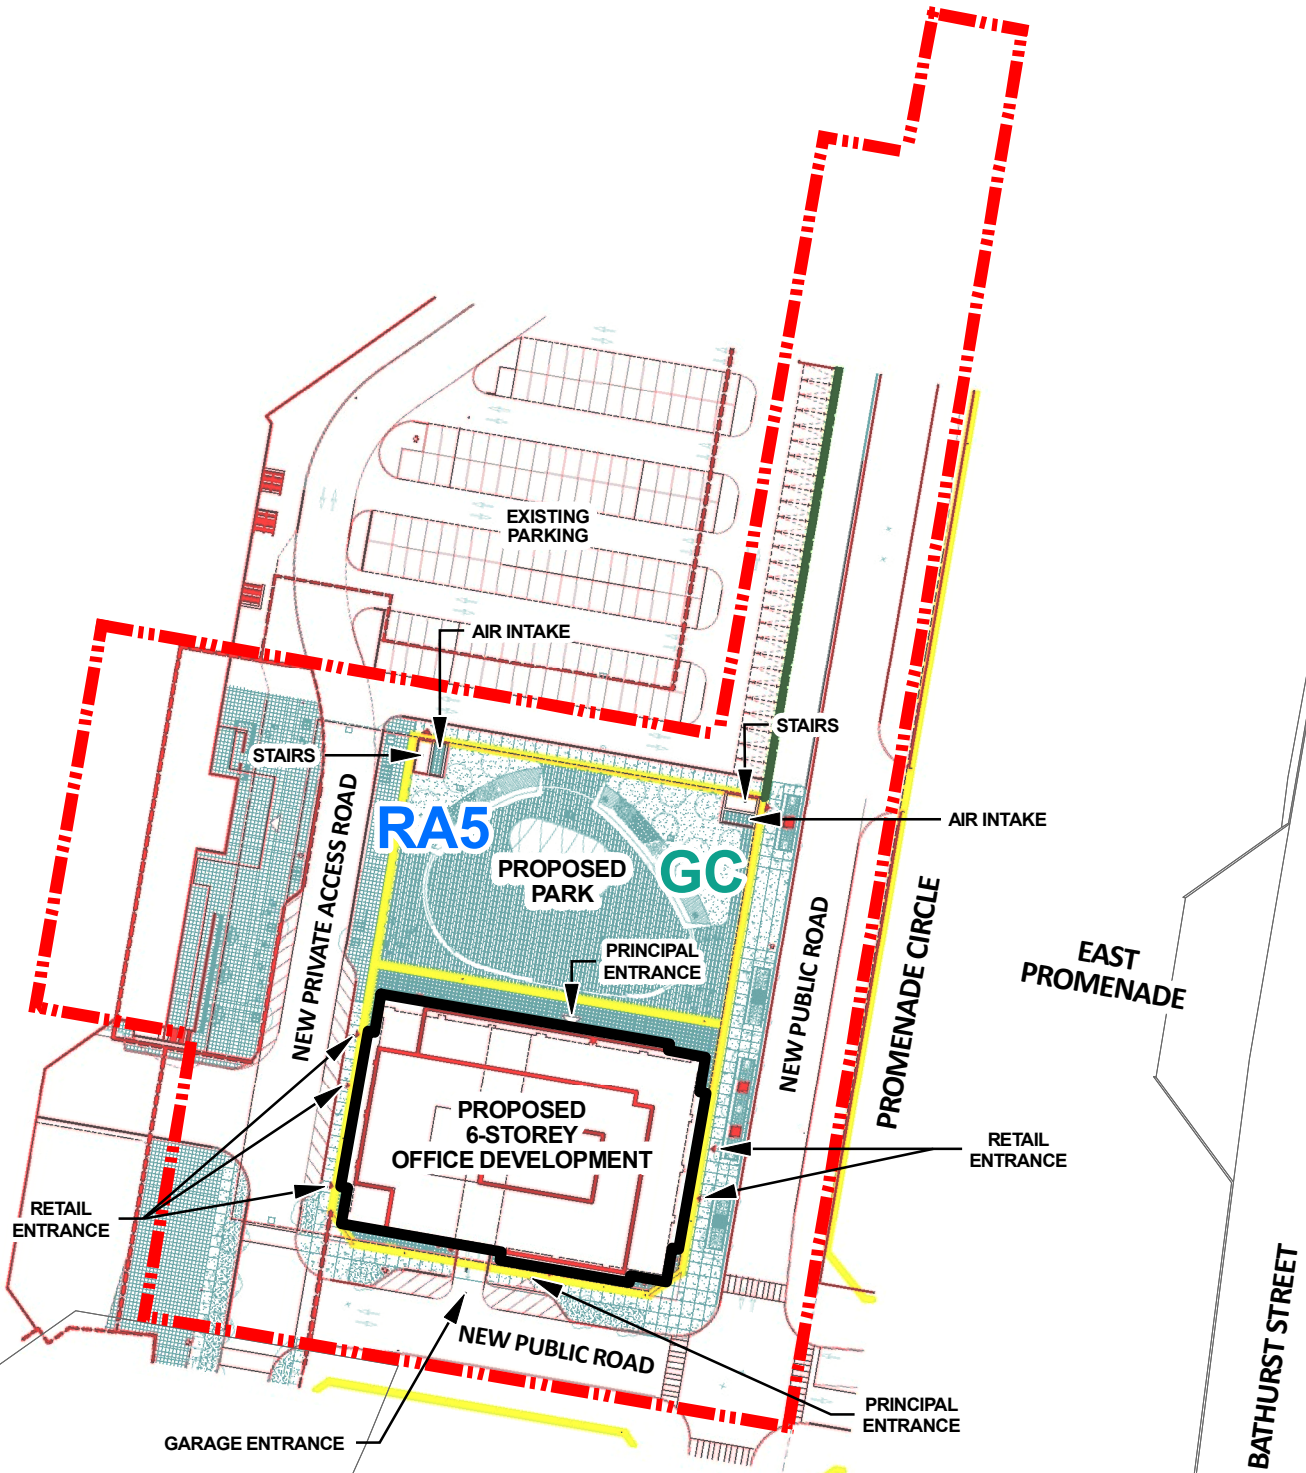 EXISTING
PARKING
AIR INTAKE
STAIRS
STAIRS
AIR INTAKE
RA5
GC
PROPOSED
PARK
NEW PRIVATE ACCESS ROAD
PRINCIPAL
ENTRANCE
NEW PUBLIC ROAD
PROMENADE CIRCLE
EAST
PROMENADE
PROPOSED
6-STOREY
OFFICE DEVELOPMENT
RETAIL
ENTRANCE
RETAIL
ENTRANCE
NEW PUBLIC ROAD
BATHURST STREET
PRINCIPAL
ENTRANCE
GARAGE ENTRANCE